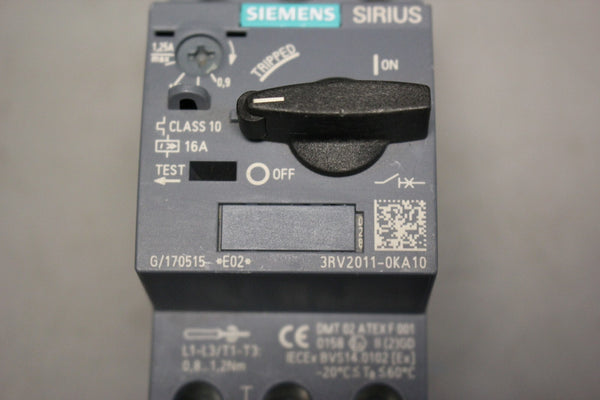 SIEMENS SIRIUS
1,25A
max.
0,9
TRIPPED
ON
CLASS 10
16A
TEST
OFF
028
G/170515- *E02*
3RV2011-0KA10
L1-L3/T1-T3:
0,8..1,2Nm
CE DMT 02 ATEX F 001
0158 Ex II (2)GD
IECEx BVS14.0102 [Ex]
-20°C≤Ta≤60°C
T